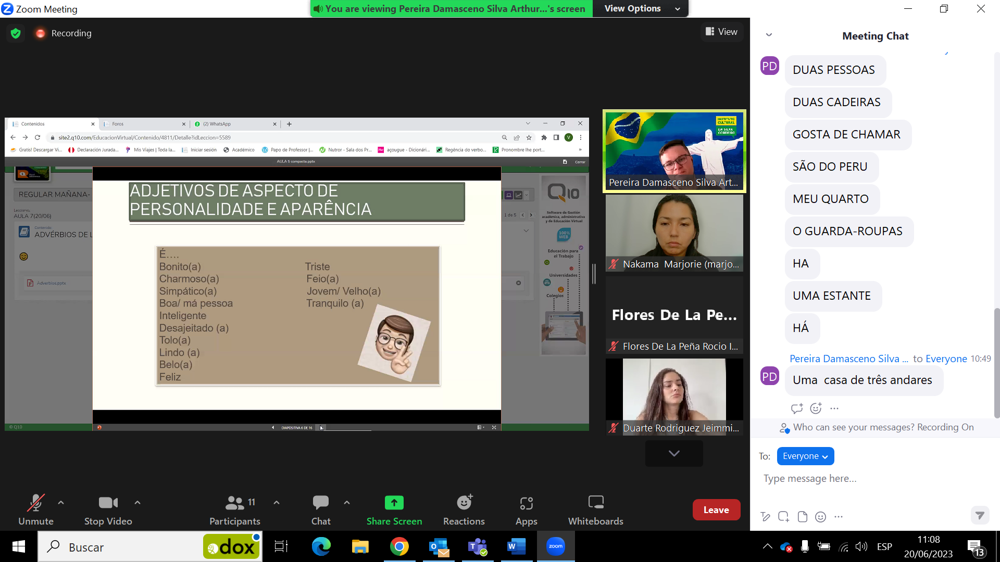 Zoom Meeting
You are viewing Pereira Damasceno Silva Arthur...'s screen
View Options
Recording
View
Contenidos
Foros
(2) WhatsApp
site2.q10.com/EducacionVirtual/Contenido/4811/Detalle?idLeccion=5589
Gratis! Descargar Vi...
Declaración Jurada...
Mis Viajes | Toda la...
Iniciar sesión
Académico
Papo de Professor |...
Nutror - Sala dos Pr...
açougue - Dicionári...
Regência do verbo...
Pronombre lhe port...
AULA 5 compacta.pptx
Cerrar
REGULAR MAÑANA-
Lecciones:
AULA 7(20/06)
1 de 5
Contenido:
ADVÉRBIOS DE L
Adverbios.pptx
ADJETIVOS DE ASPECTO DE
PERSONALIDADE E APARÊNCIA
É....
Bonito(a)
Charmoso(a)
Simpático(a)
Boa/ má pessoa
Inteligente
Desajeitado (a)
Tolo(a)
Lindo (a)
Belo(a)
Feliz
Triste
Feio(a)
Jovem/ Velho(a)
Tranquilo (a)
Q10
Software de Gestión
académica, administrativa
y de Educación Virtual
100%
WEB
Educación para
el Trabajo
Universidades
Colegios
© Q10
DIAPOSITIVA 6 DE 16
INSTITUTO
CULTURAL
DA SILVA
CORDEIRO
Pereira Damasceno Silva Art...
Nakama Marjorie (marjo...
Flores De La Pe...
Flores De La Peña Rocio I...
Duarte Rodriguez Jeimmi...
Meeting Chat
PD
DUAS PESSOAS
DUAS CADEIRAS
GOSTA DE CHAMAR
SÃO DO PERU
MEU QUARTO
O GUARDA-ROUPAS
HA
UMA ESTANTE
HÁ
Pereira Damasceno Silva ... to Everyone 10:49
PD
Uma  casa de três andares
Who can see your messages? Recording On
To: Everyone
Type message here...
Unmute
Stop Video
11
Participants
Chat
Share Screen
Reactions
Apps
Whiteboards
Leave
Buscar
dox
zoom
ESP
11:08
20/06/2023
13